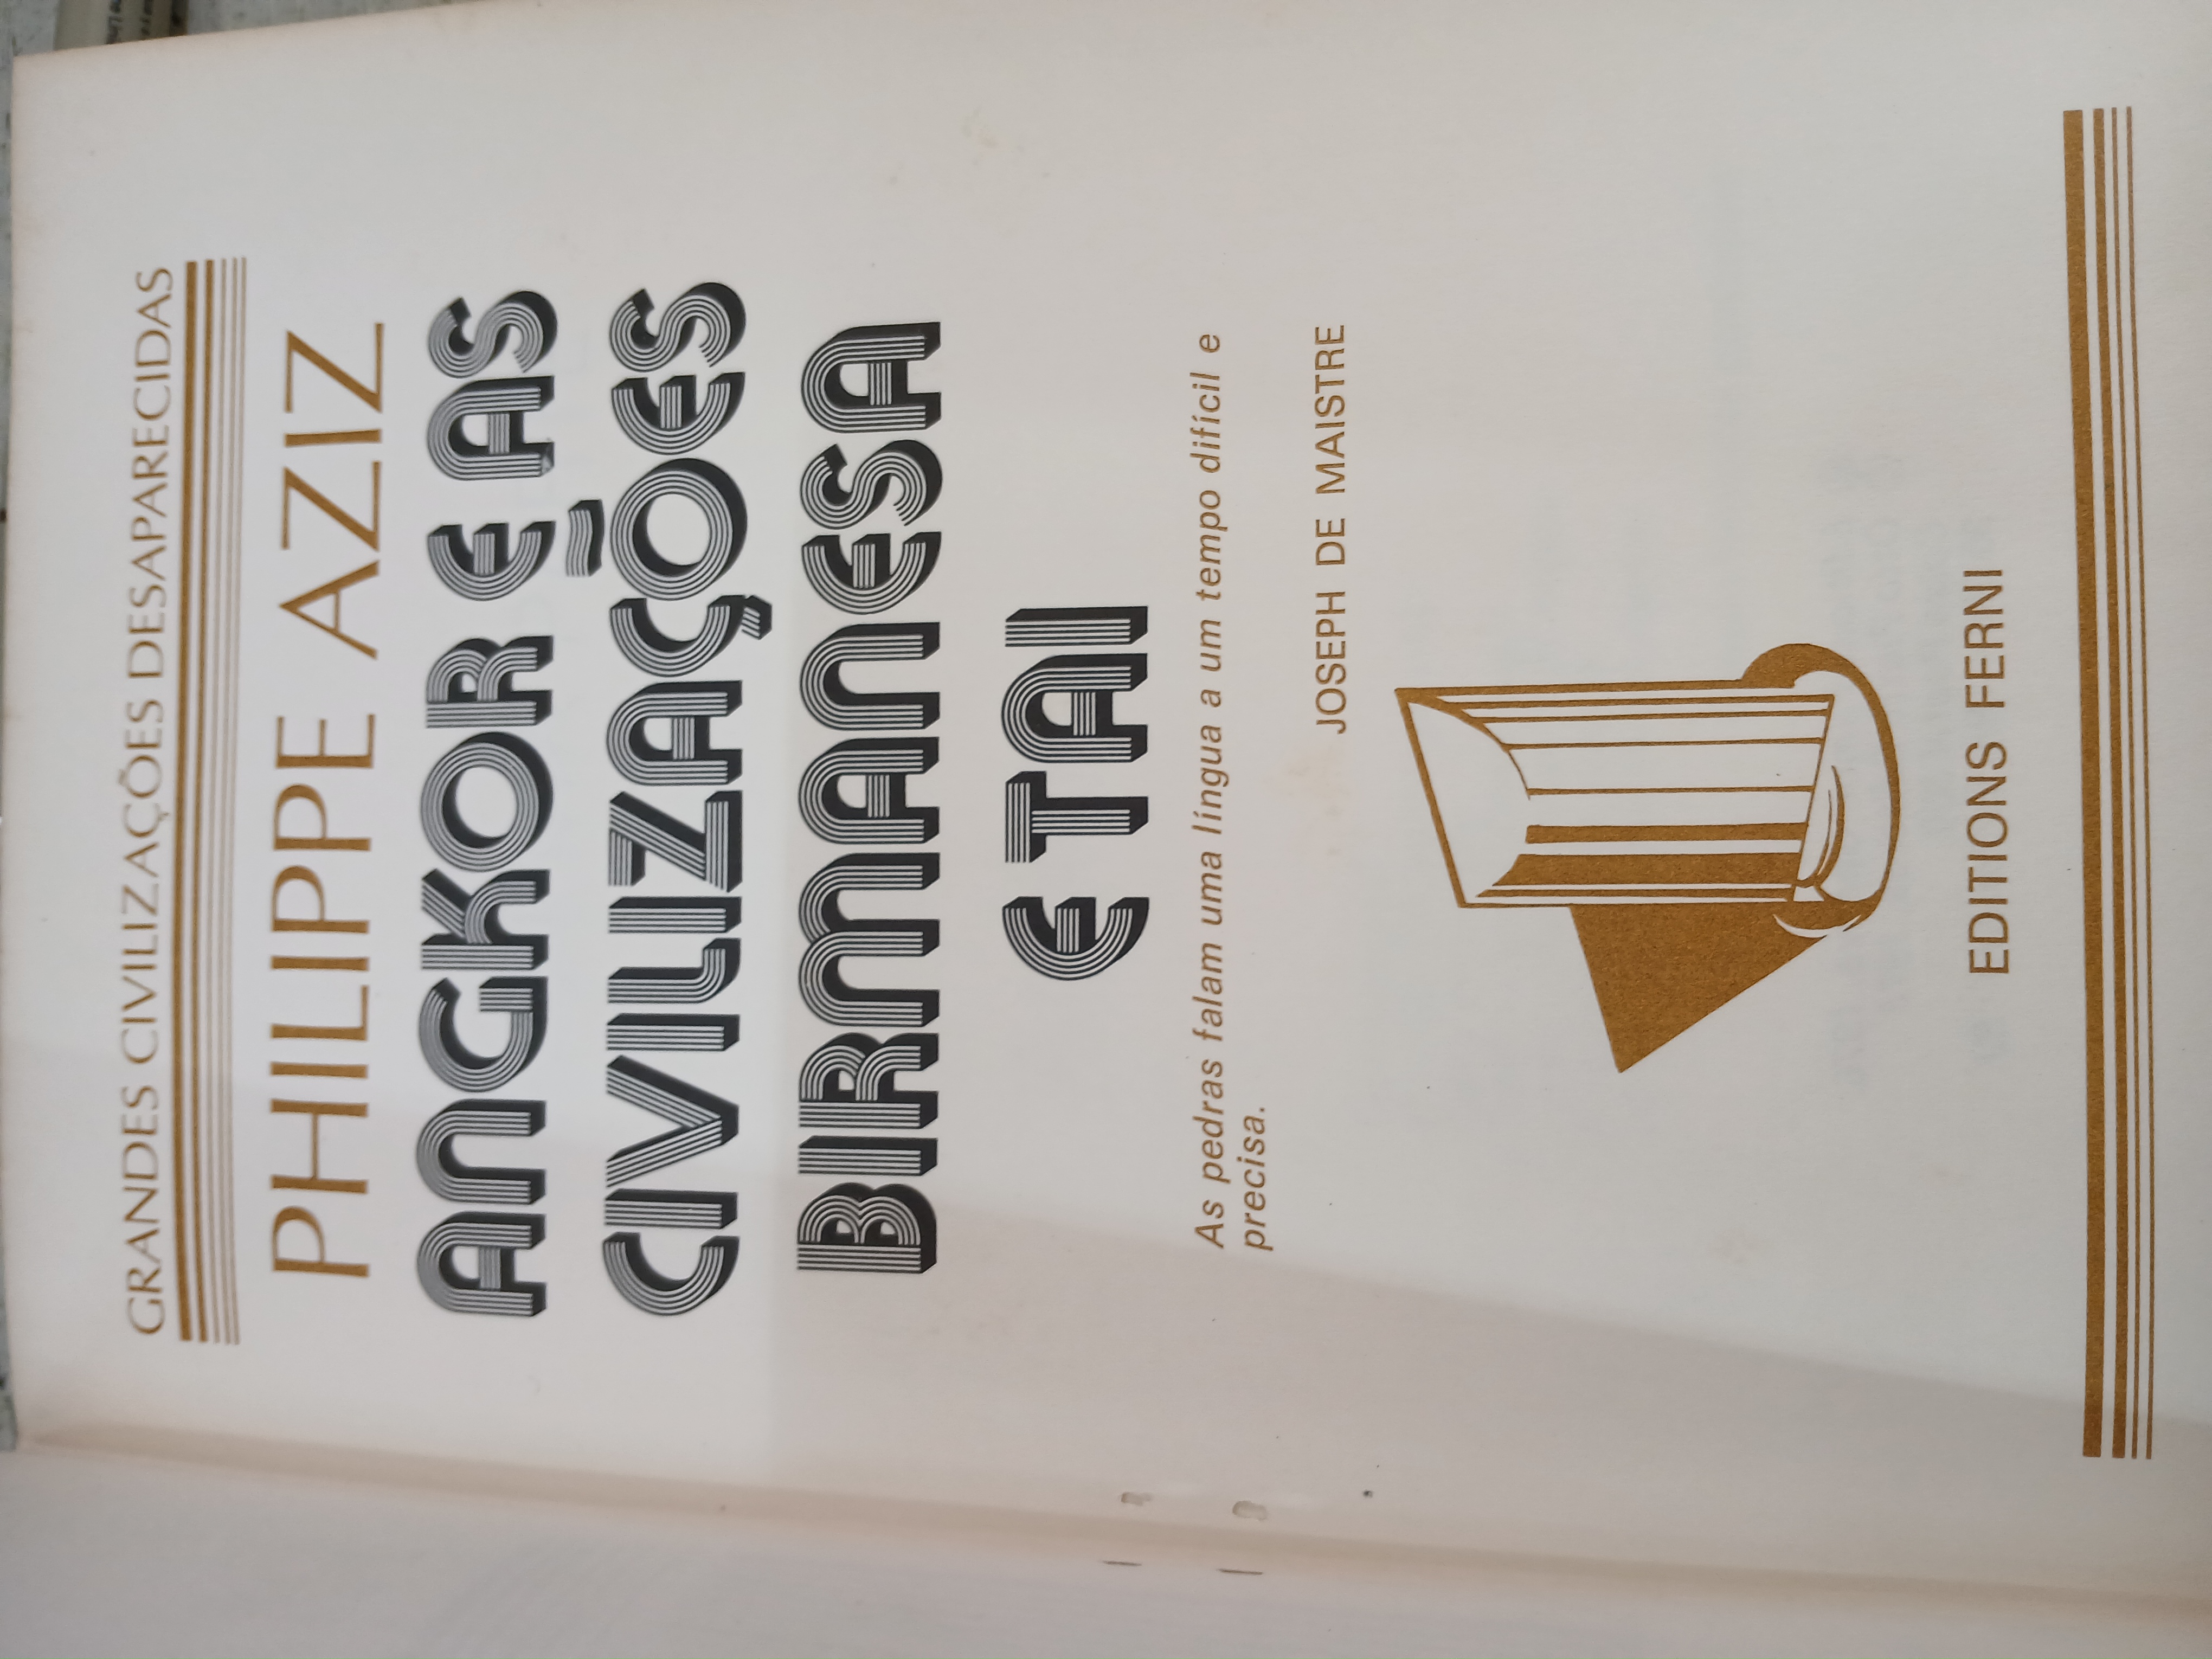 GRANDES CIVILIZAÇÕES DESAPARECIDAS
PHILIPPE AZIZ
ANGKOR E AS
CIVILIZAÇÕES
BIRMANESA
E TAI
As pedras falam uma língua a um tempo difícil e
precisa.
JOSEPH DE MAISTRE
EDITIONS FERNI